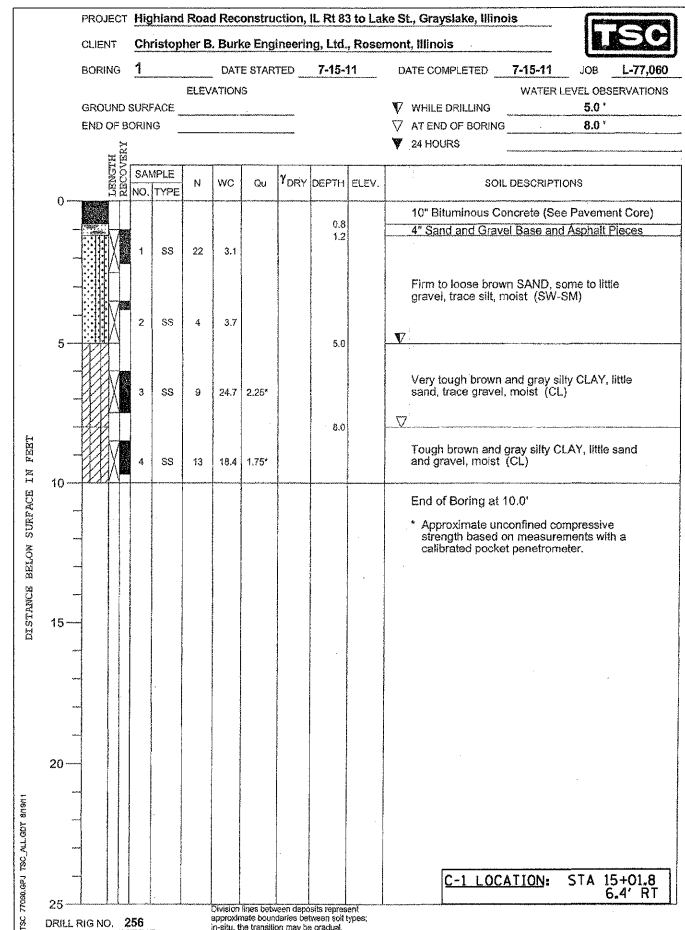 PROJECT Highland Road Reconstruction, IL Rt 83 to Lake St., Grayslake, Illinois
TSC
CLIENT Christopher B. Burke Engineering, Ltd., Rosemont, Illinois
BORING 1 DATE STARTED 7-15-11 DATE COMPLETED 7-15-11 JOB L-77,060
ELEVATIONS WATER LEVEL OBSERVATIONS
GROUND SURFACE WHILE DRILLING 5.0 '
END OF BORING AT END OF BORING 8.0 '
24 HOURS
LENGTH
RECOVERY
SAMPLE
NO. TYPE N WC Qu γDRY DEPTH ELEV. SOIL DESCRIPTIONS
0
10" Bituminous Concrete (See Pavement Core)
0.8
4" Sand and Gravel Base and Asphalt Pieces
1.2
1 SS 22 3.1
Firm to loose brown SAND, some to little
gravel, trace silt, moist (SW-SM)
2 SS 4 3.7
5 5.0
Very tough brown and gray silty CLAY, little
sand, trace gravel, moist (CL)
3 SS 9 24.7 2.25*
8.0
Tough brown and gray silty CLAY, little sand
and gravel, moist (CL)
4 SS 13 18.4 1.75*
10
End of Boring at 10.0'
* Approximate unconfined compressive
strength based on measurements with a
calibrated pocket penetrometer.
DISTANCE BELOW SURFACE IN FEET
15
20
C-1 LOCATION: STA 15+01.8
6.4' RT
25
TSC 77060.GPJ TSC_ALL.GDT 8/19/11
DRILL RIG NO. 256
Division lines between deposits represent
approximate boundaries between soil types;
in-situ, the transition may be gradual.